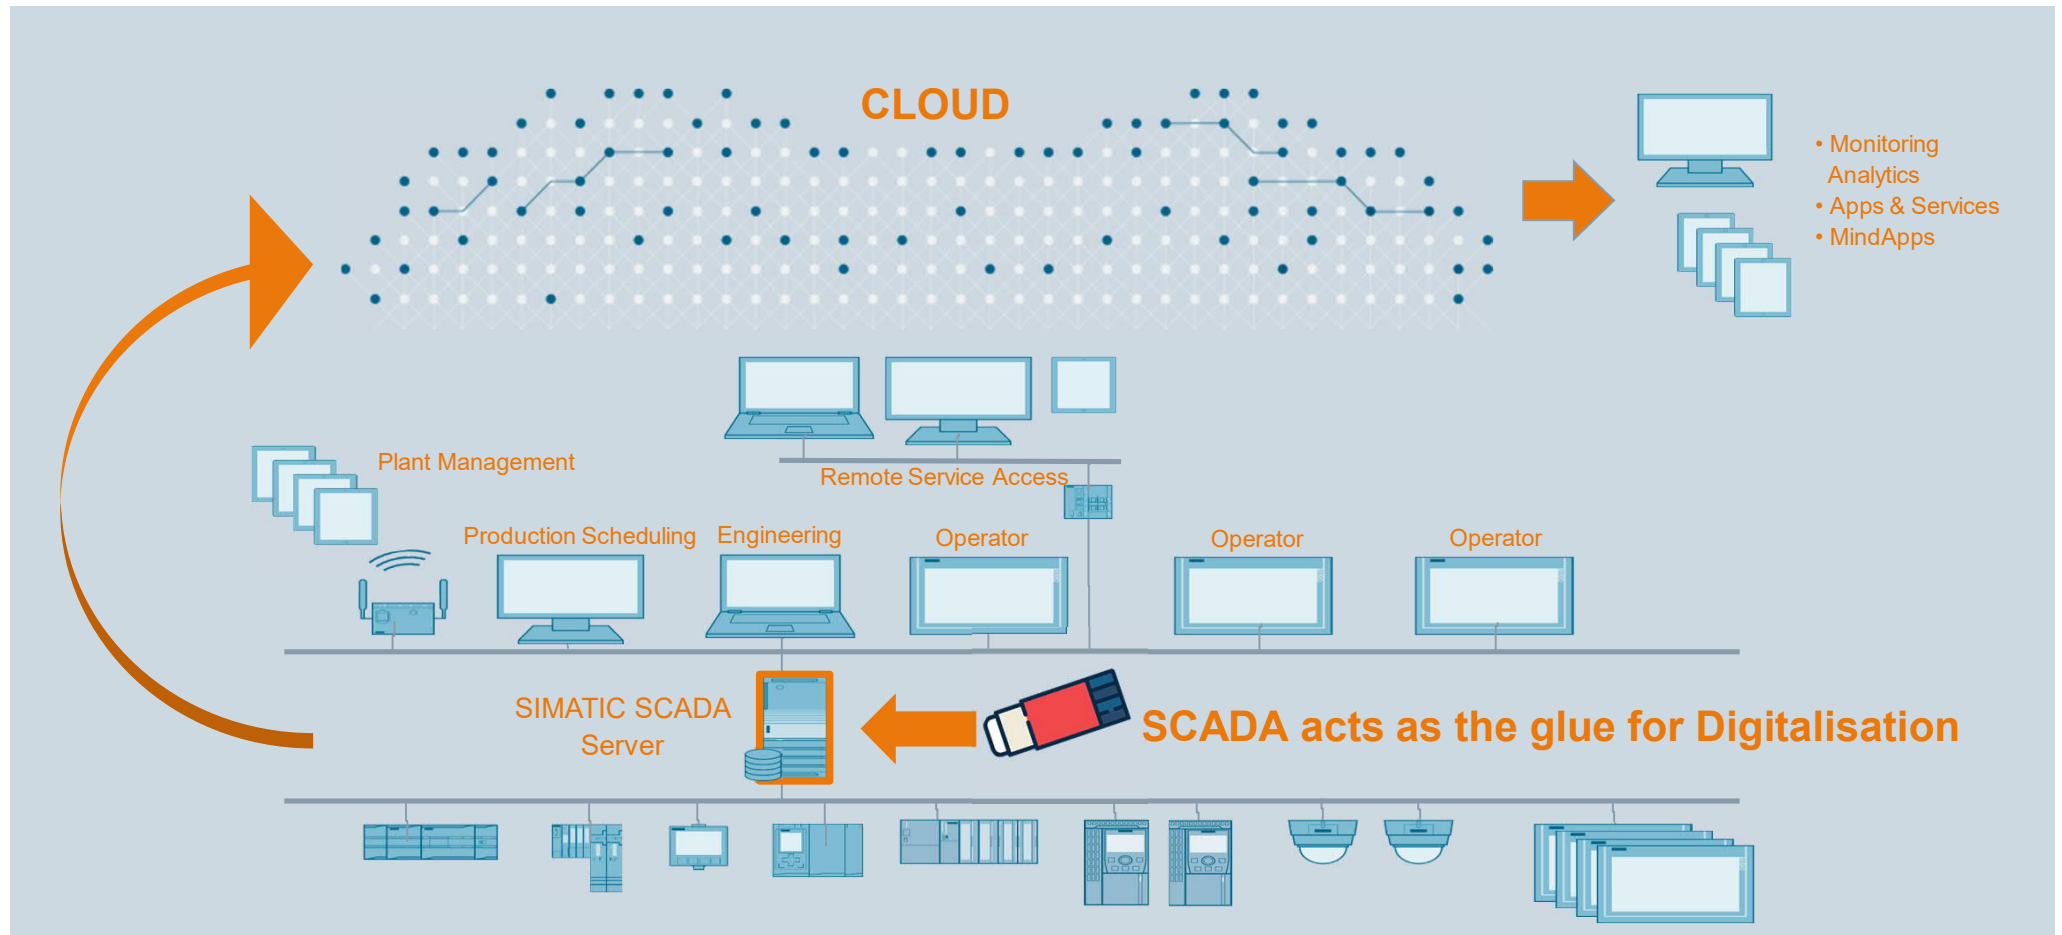 CLOUD
• Monitoring
Analytics
• Apps & Services
• MindApps
Plant Management
Remote Service Access
Production Scheduling
Engineering
Operator
Operator
Operator
SIMATIC SCADA
Server
SCADA acts as the glue for Digitalisation